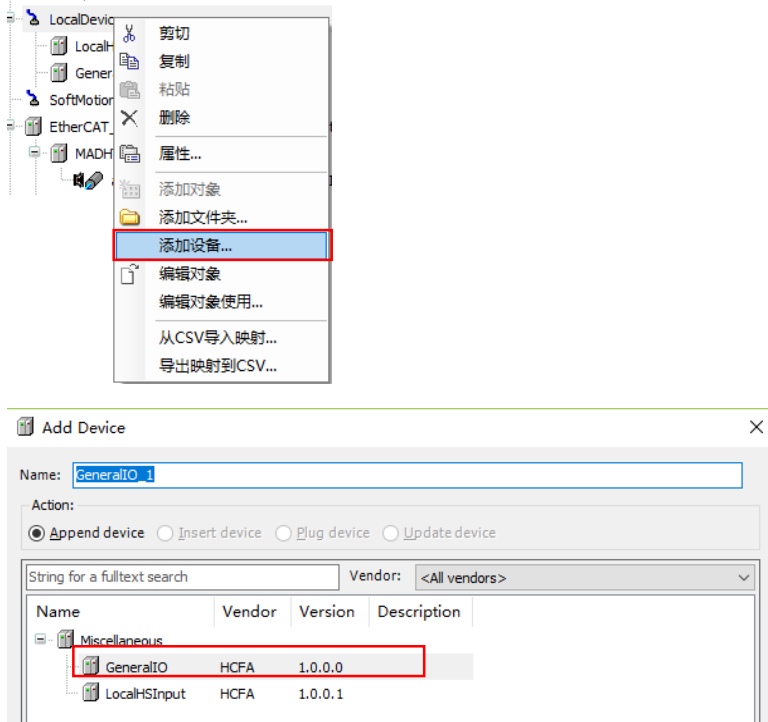 LocalDevic
剪切
LocalH
复制
Gener
粘贴
SoftMotion
删除
EtherCAT_
MADH
属性...
添加对象
添加文件夹...
添加设备...
编辑对象
编辑对象使用...
从CSV导入映射...
导出映射到CSV...
Add Device
Name: GeneralIO_1
Action:
Append device Insert device Plug device Update device
String for a fulltext search Vendor: <All vendors>
Name Vendor Version Description
Miscellaneous
GeneralIO HCFA 1.0.0.0
LocalHSInput HCFA 1.0.0.1